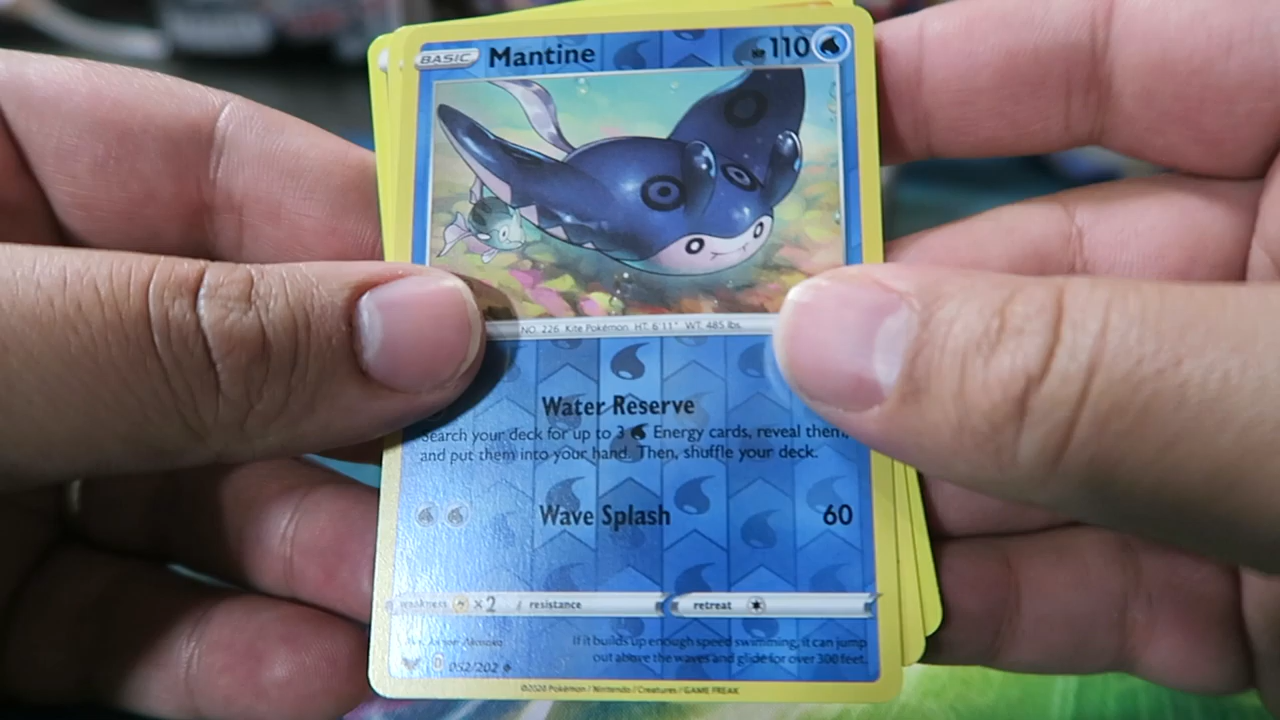 BASIC Mantine HP 110
NO. 226 Kite Pokémon HT: 6'11" WT: 485 lbs.
Water Reserve
Search your deck for up to 3 Energy cards, reveal them,
and put them into your hand. Then, shuffle your deck.
Wave Splash 60
weakness ×2 resistance retreat
If it builds up enough speed swimming, it can jump
out above the waves and glide for over 300 feet.
052/202
©2020 Pokémon / Nintendo / Creatures / GAME FREAK